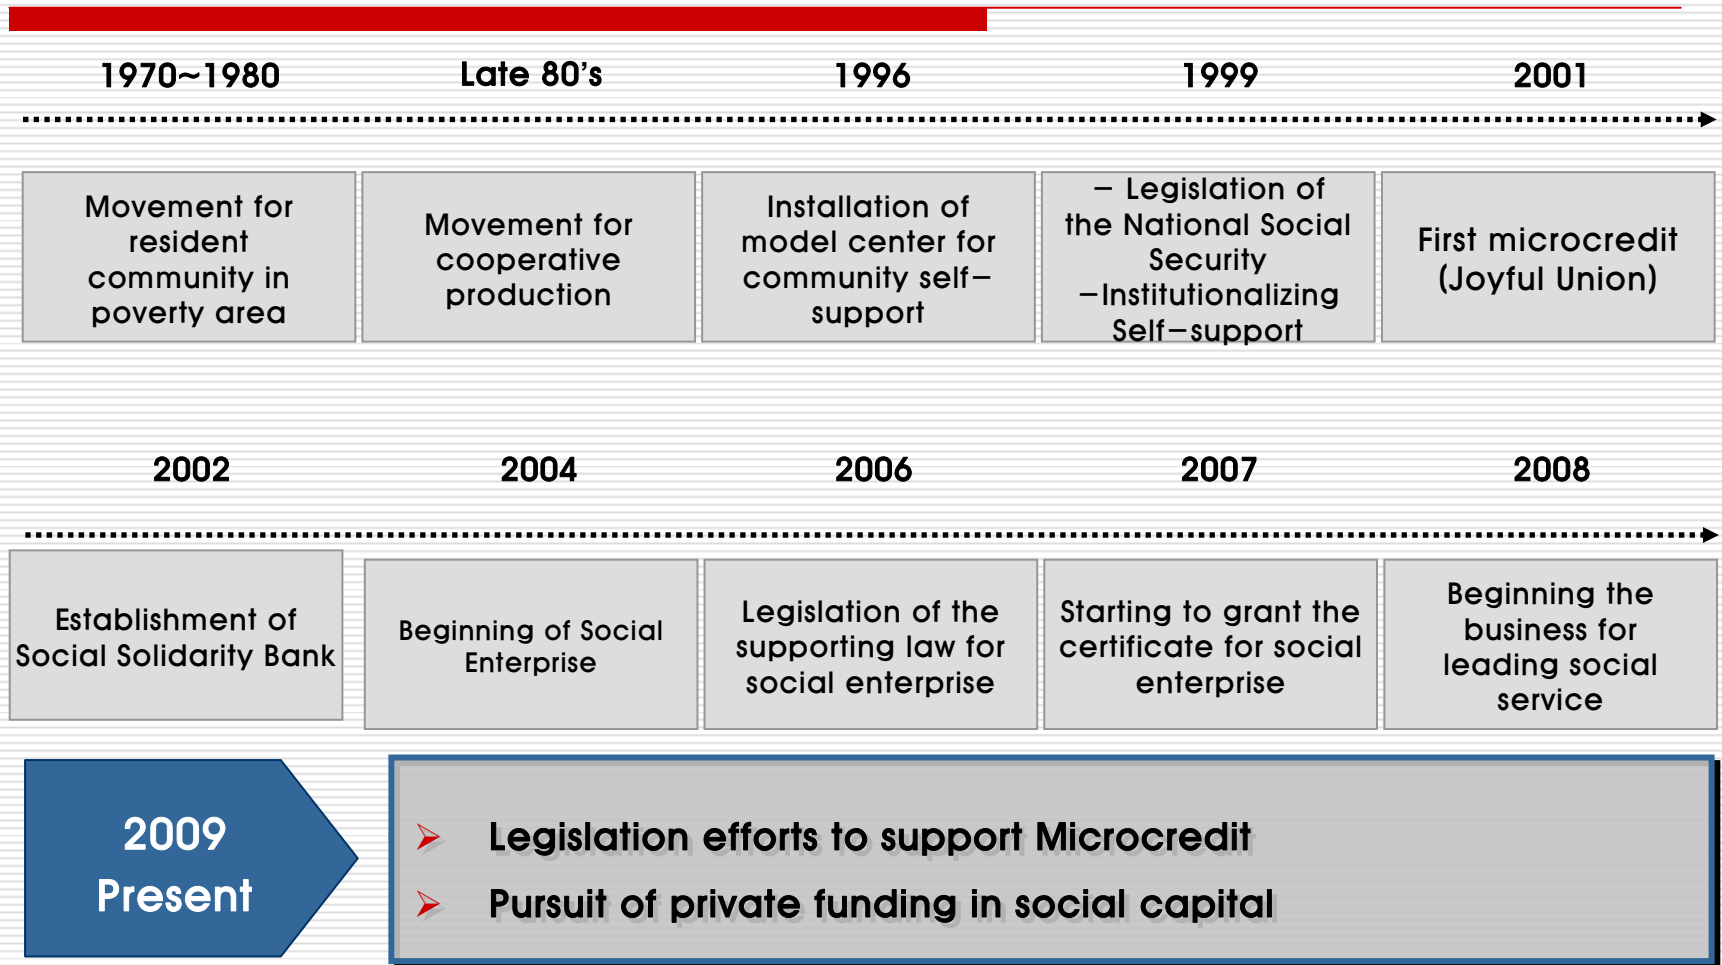 1970~1980
Late 80's
1996
1999
2001
Movement for
resident
community in
poverty area
Movement for
cooperative
production
Installation of
model center for
community self-
support
- Legislation of
the National Social
Security
-Institutionalizing
Self-support
First microcredit
(Joyful Union)
2002
2004
2006
2007
2008
Establishment of
Social Solidarity Bank
Beginning of Social
Enterprise
Legislation of the
supporting law for
social enterprise
Starting to grant the
certificate for social
enterprise
Beginning the
business for
leading social
service
2009
Present
Legislation efforts to support Microcredit
Pursuit of private funding in social capital